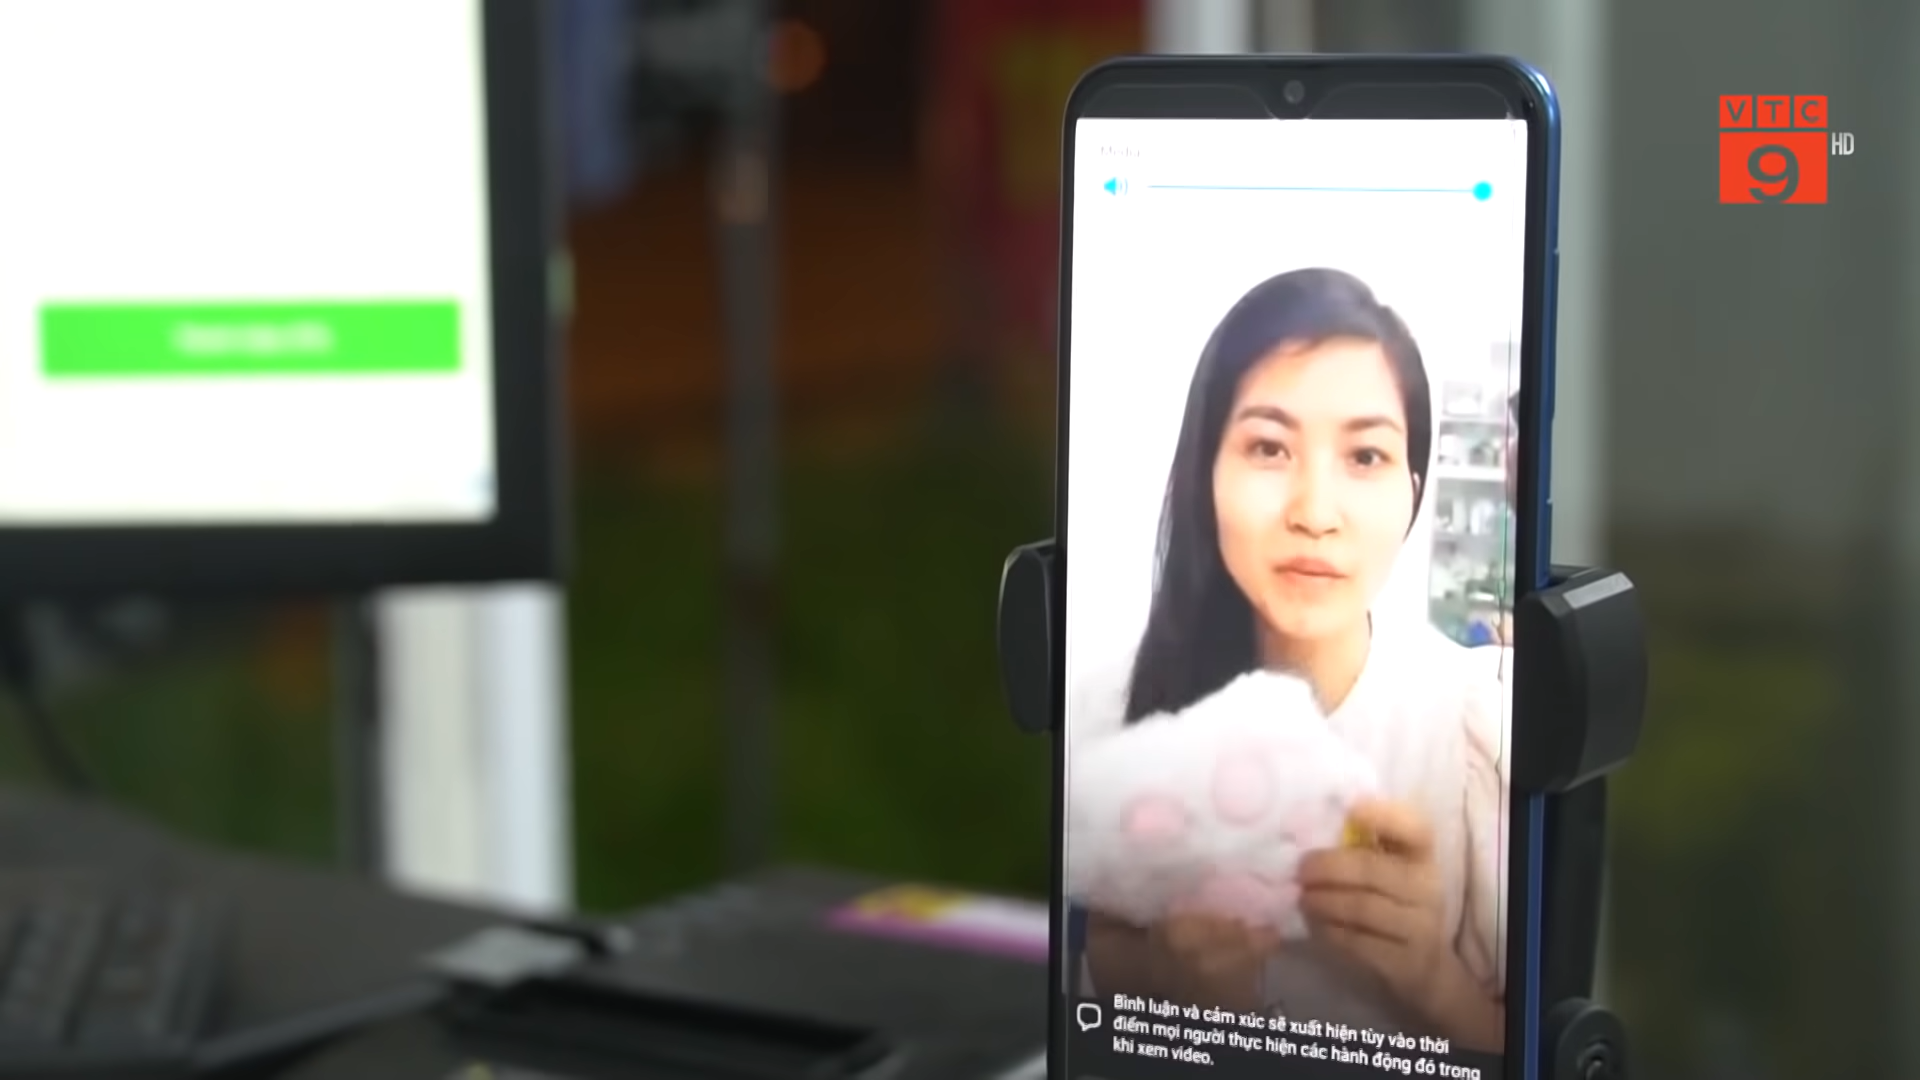 VTC
9
HD
Media
Bình luận và cảm xúc sẽ xuất hiện tùy vào thời
điểm mọi người thực hiện các hành động đó trong
khi xem video.